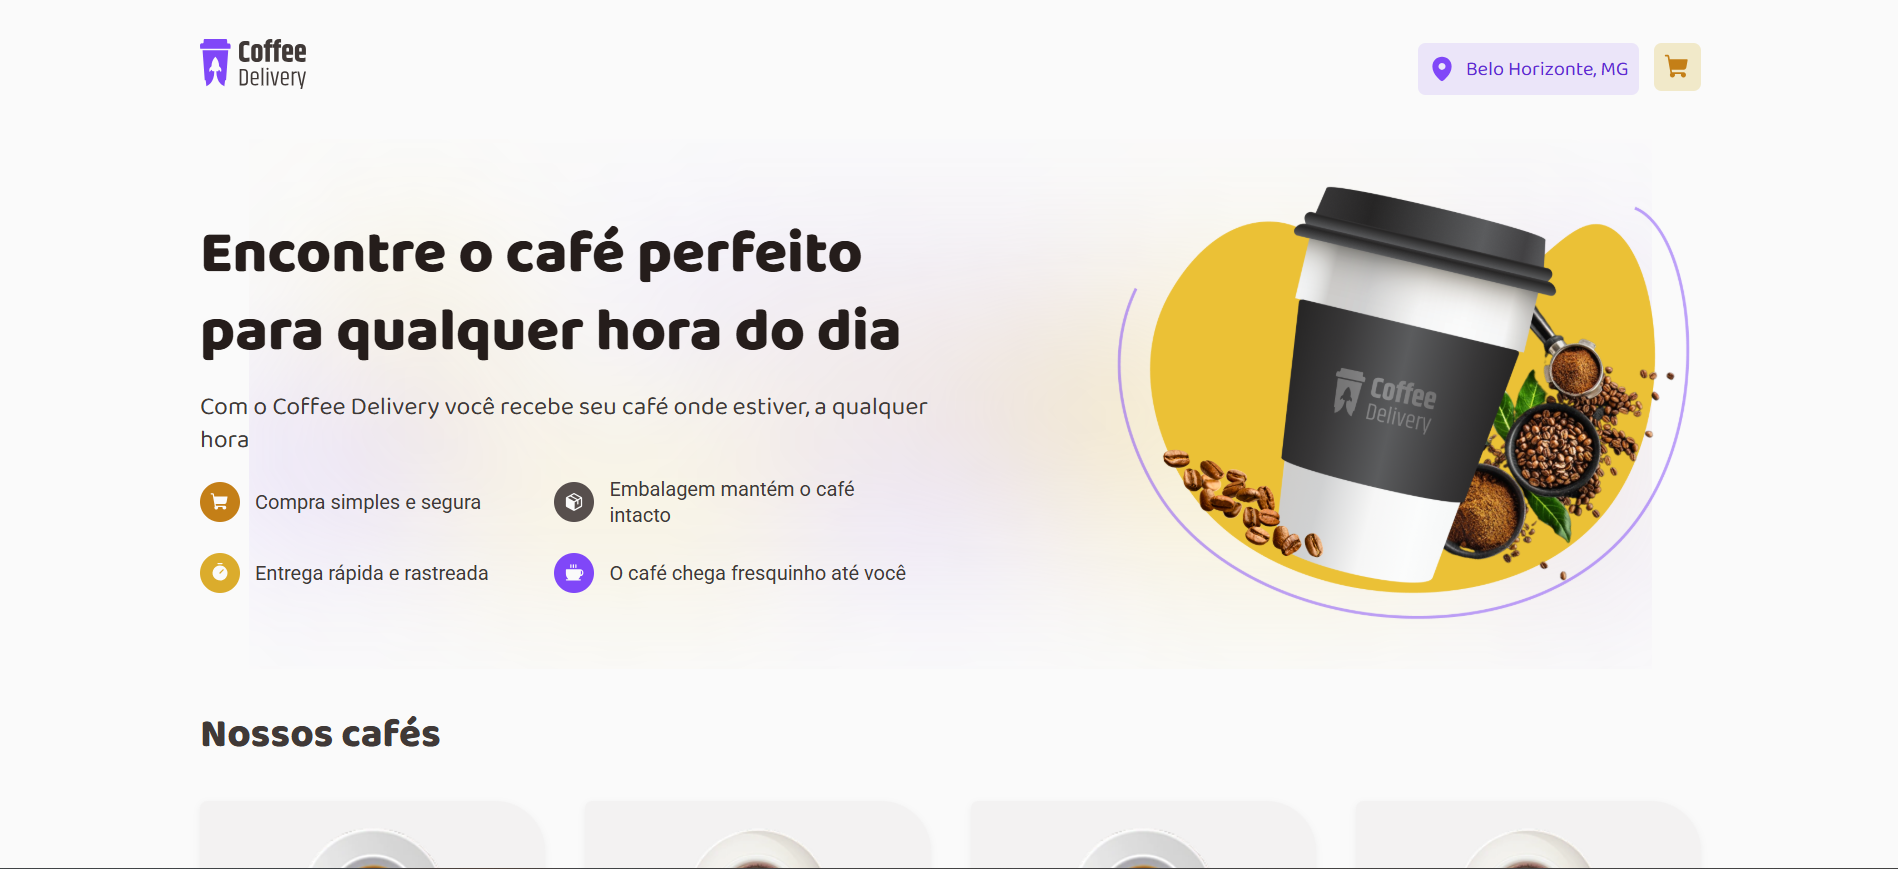 Coffee
Delivery
Belo Horizonte, MG
Encontre o café perfeito
para qualquer hora do dia
Com o Coffee Delivery você recebe seu café onde estiver, a qualquer
hora
Compra simples e segura
Embalagem mantém o café
intacto
Entrega rápida e rastreada
O café chega fresquinho até você
Coffee
Delivery
Nossos cafés